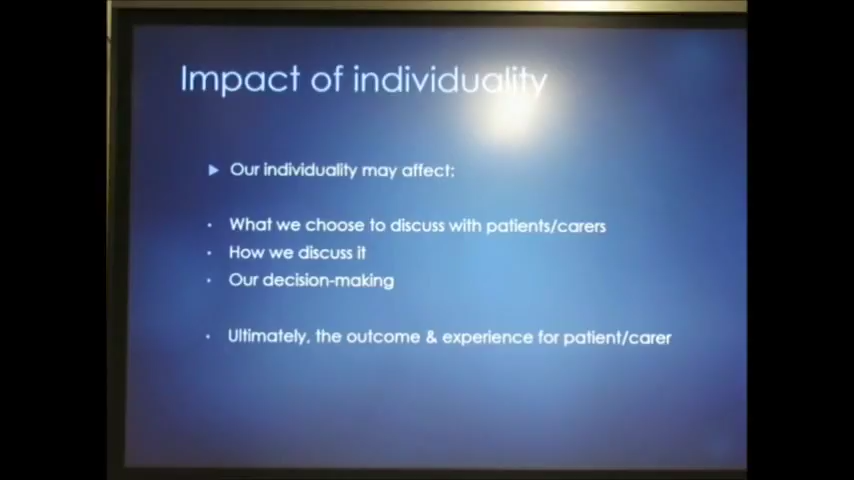 Impact of individuality
Our individuality may affect:
• What we choose to discuss with patients/carers
• How we discuss it
• Our decision-making
• Ultimately, the outcome & experience for patient/carer